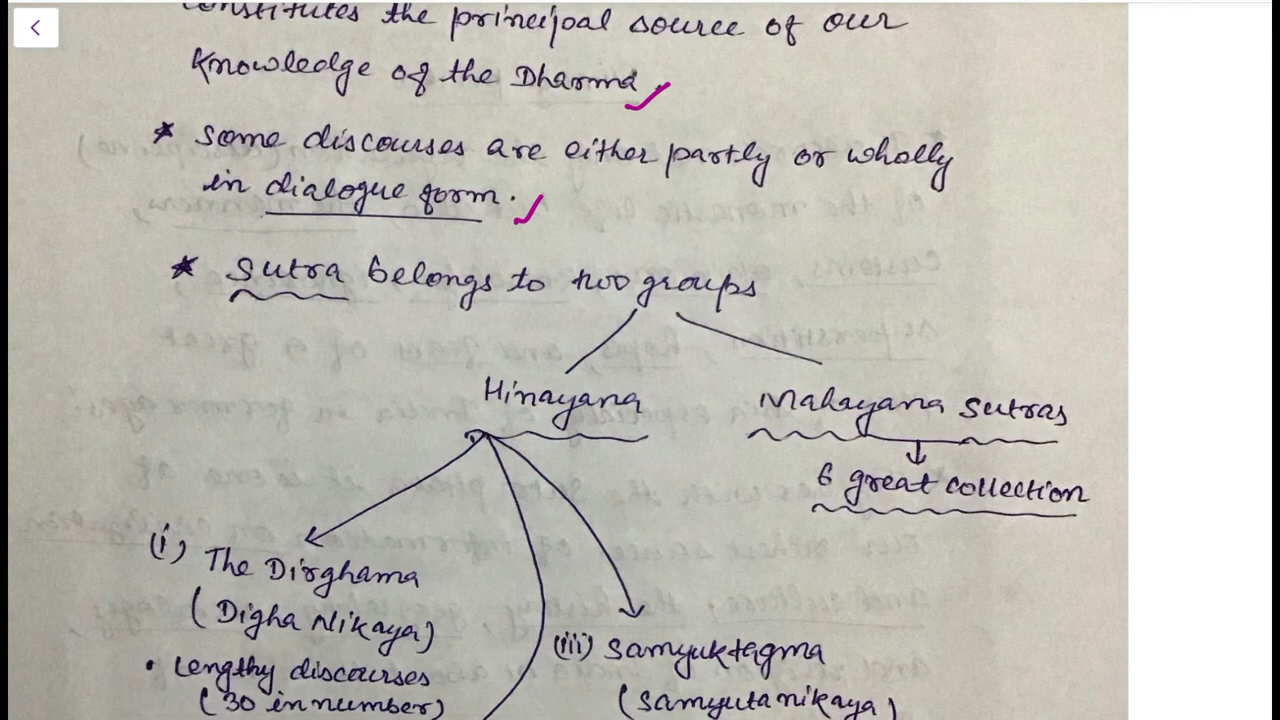 constitutes the principal source of our
knowledge of the Dharma.
* Some discourses are either partly or wholly
in dialogue form.
* Sutra belongs to two groups
Hinayana
Mahayana Sutras
6 great collection
(i) The Dirghama
(Digha Nikaya)
• Lengthy discourses
(30 in number)
(iii) Samyuktagma
(Samyutanikaya)